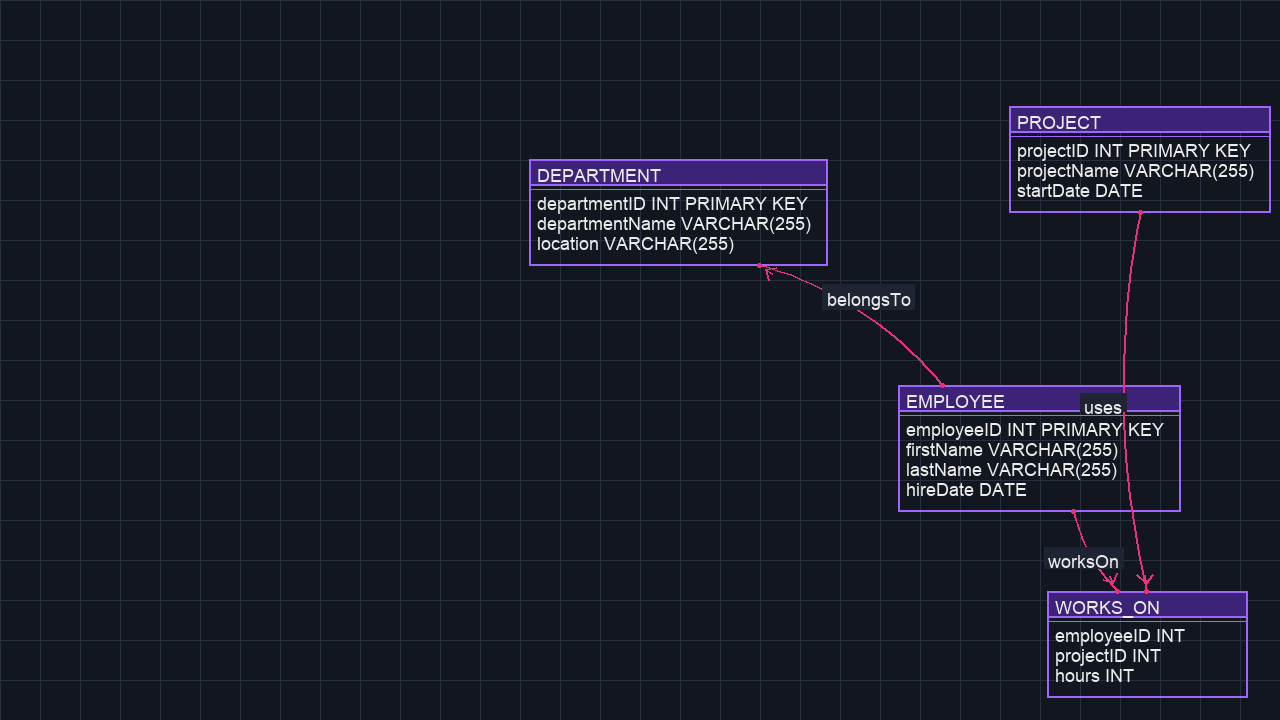 PROJECT
projectID INT PRIMARY KEY
projectName VARCHAR(255)
startDate DATE
DEPARTMENT
departmentID INT PRIMARY KEY
departmentName VARCHAR(255)
location VARCHAR(255)
belongsTo
EMPLOYEE
uses
employeeID INT PRIMARY KEY
firstName VARCHAR(255)
lastName VARCHAR(255)
hireDate DATE
worksOn
WORKS_ON
employeeID INT
projectID INT
hours INT